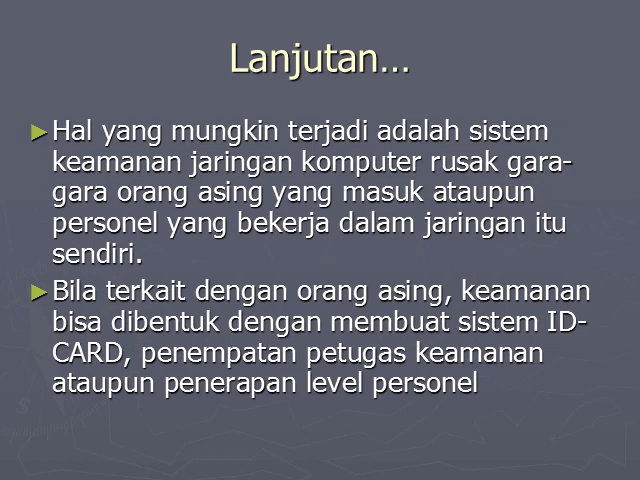 Lanjutan…
► Hal yang mungkin terjadi adalah sistem
keamanan jaringan komputer rusak gara-
gara orang asing yang masuk ataupun
personel yang bekerja dalam jaringan itu
sendiri.
► Bila terkait dengan orang asing, keamanan
bisa dibentuk dengan membuat sistem ID-
CARD, penempatan petugas keamanan
ataupun penerapan level personel